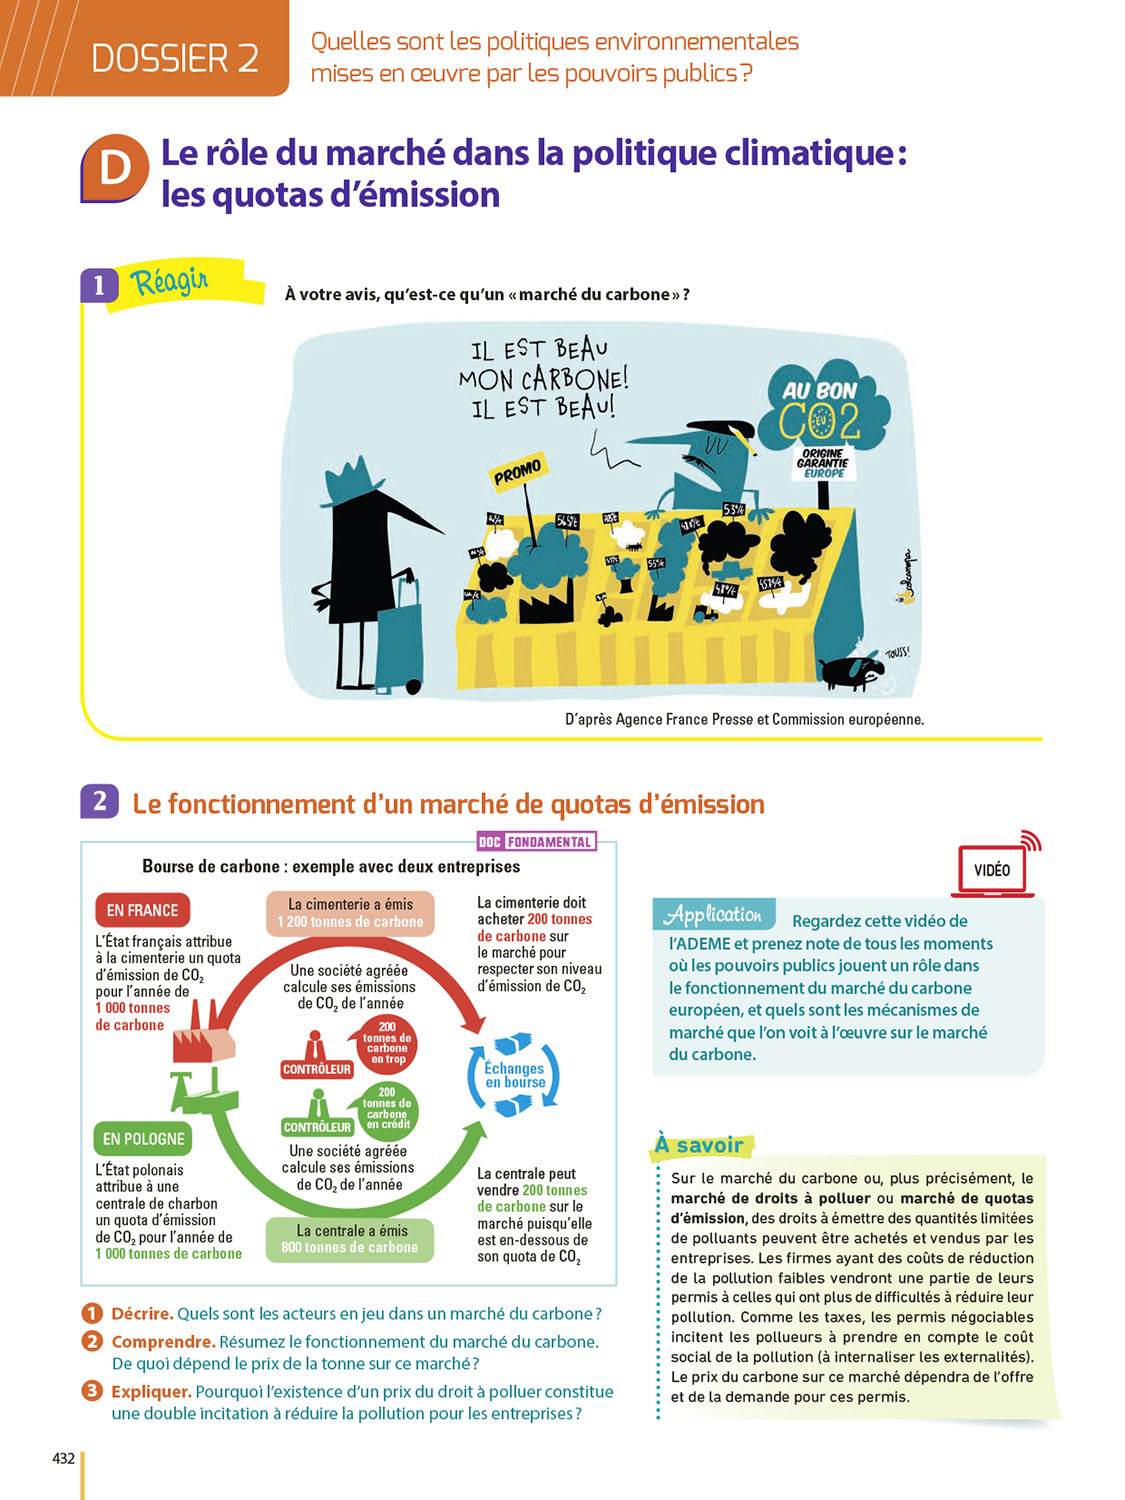 DOSSIER 2
Quelles sont les politiques environnementales
mises en œuvre par les pouvoirs publics ?
D
Le rôle du marché dans la politique climatique :
les quotas d’émission
1
Réagir
À votre avis, qu’est-ce qu’un « marché du carbone » ?
IL EST BEAU
MON CARBONE!
IL EST BEAU!
AU BON
CO2
EU
ORIGINE
GARANTIE
EUROPE
PROMO
53€/t
TOUSS!
D’après Agence France Presse et Commission européenne.
2
Le fonctionnement d’un marché de quotas d’émission
DOC FONDAMENTAL
Bourse de carbone : exemple avec deux entreprises
EN FRANCE
L’État français attribue
à la cimenterie un quota
d’émission de CO₂
pour l’année de
1 000 tonnes
de carbone
La cimenterie a émis
1 200 tonnes de carbone
Une société agréée
calcule ses émissions
de CO₂ de l’année
CONTRÔLEUR
200
tonnes de
carbone
en trop
La cimenterie doit
acheter 200 tonnes
de carbone sur
le marché pour
respecter son niveau
d’émission de CO₂
Échanges
en bourse
EN POLOGNE
L’État polonais
attribue à une
centrale de charbon
un quota d’émission
de CO₂ pour l’année de
1 000 tonnes de carbone
CONTRÔLEUR
200
tonnes de
carbone
en crédit
Une société agréée
calcule ses émissions
de CO₂ de l’année
La centrale a émis
800 tonnes de carbone
La centrale peut
vendre 200 tonnes
de carbone sur le
marché puisqu’elle
est en-dessous de
son quota de CO₂
VIDÉO
Application
Regardez cette vidéo de
l’ADEME et prenez note de tous les moments
où les pouvoirs publics jouent un rôle dans
le fonctionnement du marché du carbone
européen, et quels sont les mécanismes de
marché que l’on voit à l’œuvre sur le marché
du carbone.
À savoir
Sur le marché du carbone ou, plus précisément, le
marché de droits à polluer ou marché de quotas
d’émission, des droits à émettre des quantités limitées
de polluants peuvent être achetés et vendus par les
entreprises. Les firmes ayant des coûts de réduction
de la pollution faibles vendront une partie de leurs
permis à celles qui ont plus de difficultés à réduire leur
pollution. Comme les taxes, les permis négociables
incitent les pollueurs à prendre en compte le coût
social de la pollution (à internaliser les externalités).
Le prix du carbone sur ce marché dépendra de l’offre
et de la demande pour ces permis.
1 Décrire. Quels sont les acteurs en jeu dans un marché du carbone ?
2 Comprendre. Résumez le fonctionnement du marché du carbone.
De quoi dépend le prix de la tonne sur ce marché ?
3 Expliquer. Pourquoi l’existence d’un prix du droit à polluer constitue
une double incitation à réduire la pollution pour les entreprises ?
432